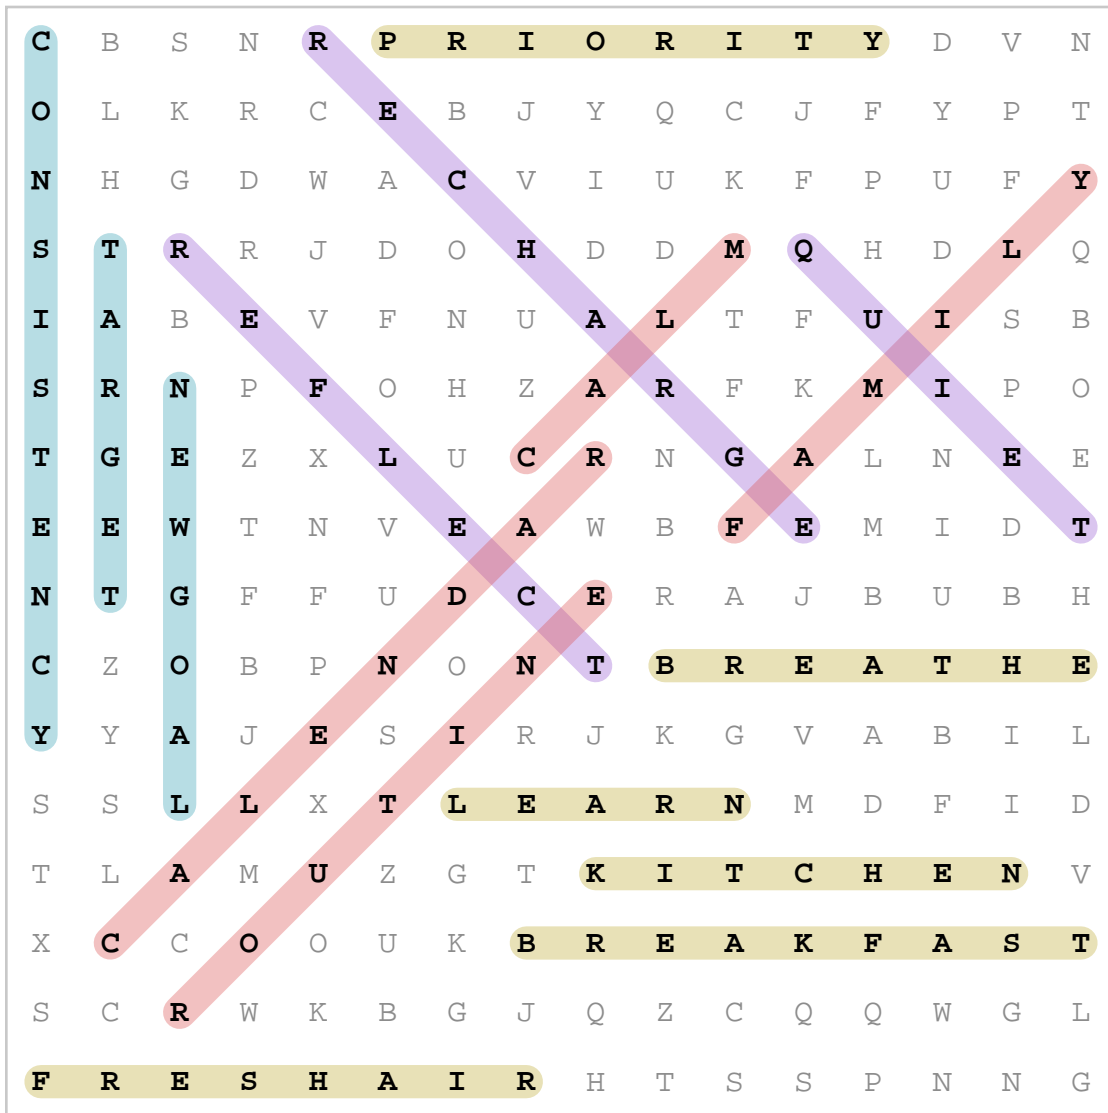 C B S N R P R I O R I T Y D V N
O L K R C E B J Y Q C J F Y P T
N H G D W A C V I U K F P U F Y
S T R R J D O H D D M Q H D L Q
I A B E V F N U A L T F U I S B
S R N P F O H Z A R F K M I P O
T G E Z X L U C R N G A L N E E
E E W T N V E A W B F E M I D T
N T G F F U D C E R A J B U B H
C Z O B P N O N T B R E A T H E
Y Y A J E S I R J K G V A B I L
S S L L X T L E A R N M D F I D
T L A M U Z G T K I T C H E N V
X C C O O U K B R E A K F A S T
S C R W K B G J Q Z C Q Q W G L
F R E S H A I R H T S S P N N G